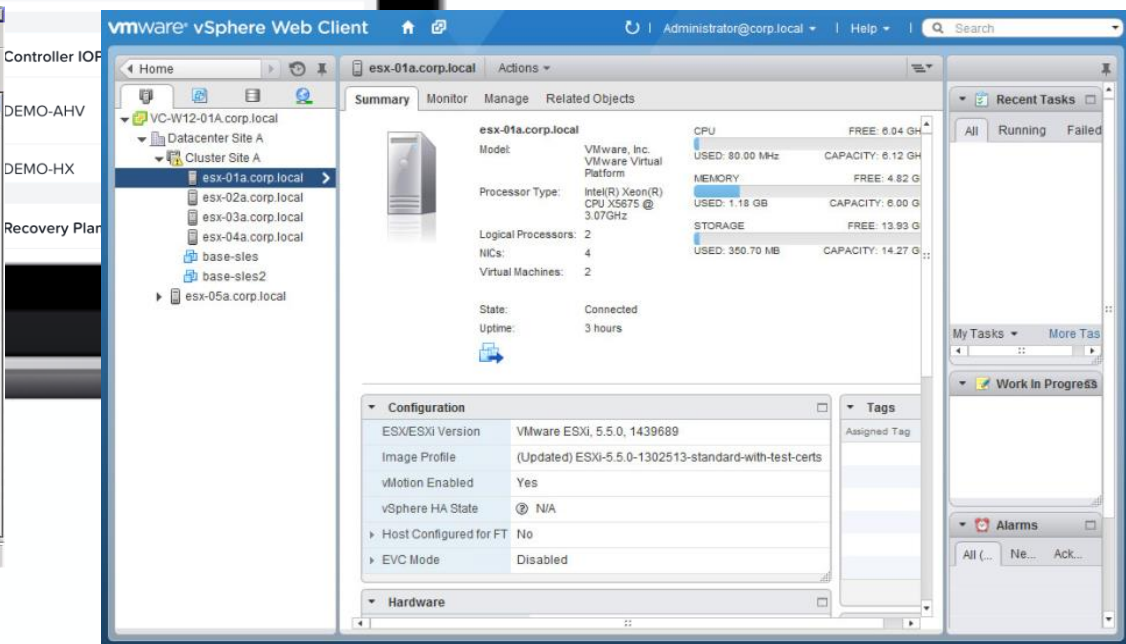 Controller IOP
DEMO-AHV
DEMO-HX
Recovery Plan
vmware® vSphere Web Client
Administrator@corp.local
Help
Search
Home
esx-01a.corp.local Actions
VC-W12-01A.corp.local
Datacenter Site A
Cluster Site A
esx-01a.corp.local
esx-02a.corp.local
esx-03a.corp.local
esx-04a.corp.local
base-sles
base-sles2
esx-05a.corp.local
Summary Monitor Manage Related Objects
esx-01a.corp.local
Model: VMware, Inc.
VMware Virtual
Platform
Processor Type: Intel(R) Xeon(R)
CPU X5675 @
3.07GHz
Logical Processors: 2
NICs: 4
Virtual Machines: 2
State: Connected
Uptime: 3 hours
CPU FREE: 6.04 GH
USED: 80.00 MHz CAPACITY: 6.12 GH
MEMORY FREE: 4.82 G
USED: 1.18 GB CAPACITY: 6.00 G
STORAGE FREE: 13.93 G
USED: 350.70 MB CAPACITY: 14.27 G
Configuration
ESX/ESXi Version VMware ESXi, 5.5.0, 1439689
Image Profile (Updated) ESXi-5.5.0-1302513-standard-with-test-certs
vMotion Enabled Yes
vSphere HA State N/A
Host Configured for FT No
EVC Mode Disabled
Hardware
Tags
Assigned Tag
Recent Tasks
All Running Failed
My Tasks More Tas
Work In Progress
Alarms
All (... Ne... Ack...